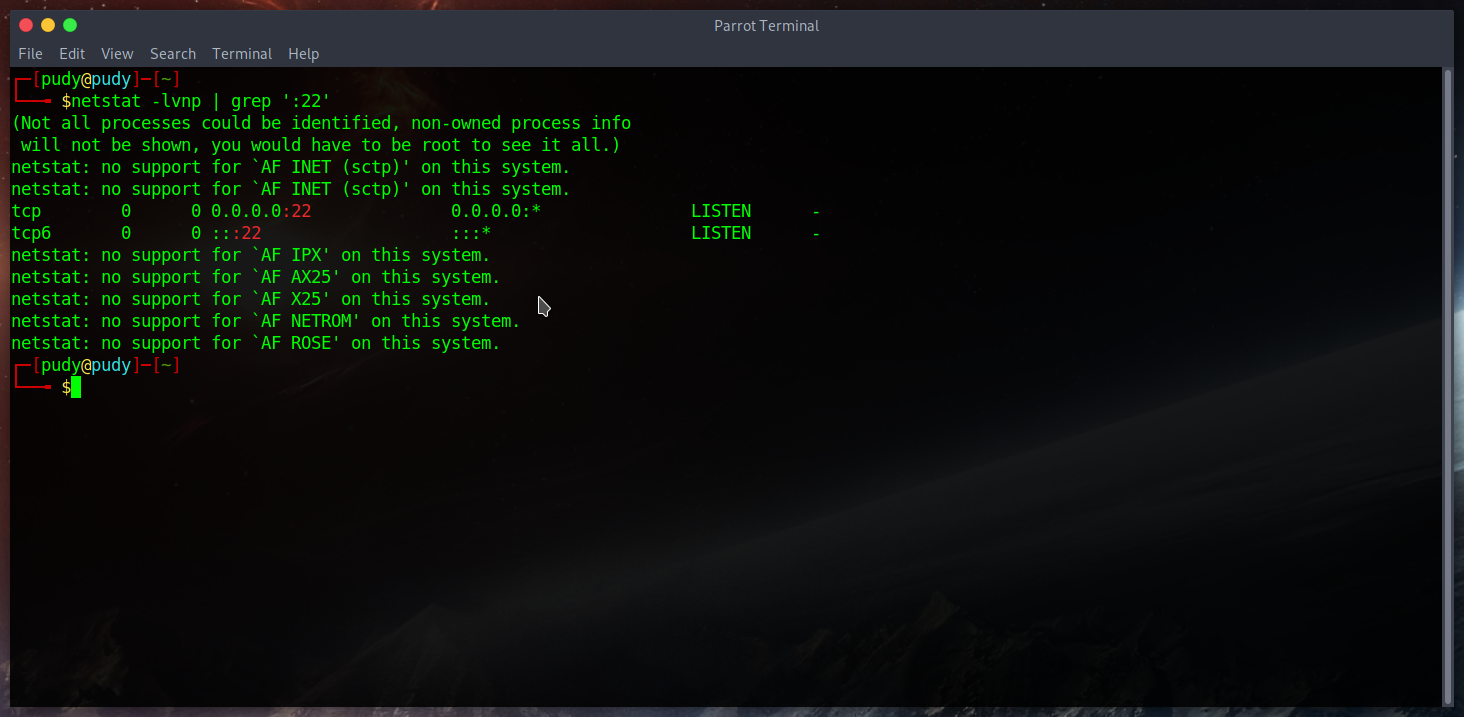 Parrot Terminal
File Edit View Search Terminal Help
┌─[pudy@pudy]─[~]
└──╼ $netstat -lvnp | grep ':22'
(Not all processes could be identified, non-owned process info
 will not be shown, you would have to be root to see it all.)
netstat: no support for `AF INET (sctp)' on this system.
netstat: no support for `AF INET (sctp)' on this system.
tcp        0      0 0.0.0.0:22              0.0.0.0:*               LISTEN      -
tcp6       0      0 :::22                   :::*                    LISTEN      -
netstat: no support for `AF IPX' on this system.
netstat: no support for `AF AX25' on this system.
netstat: no support for `AF X25' on this system.
netstat: no support for `AF NETROM' on this system.
netstat: no support for `AF ROSE' on this system.
┌─[pudy@pudy]─[~]
└──╼ $